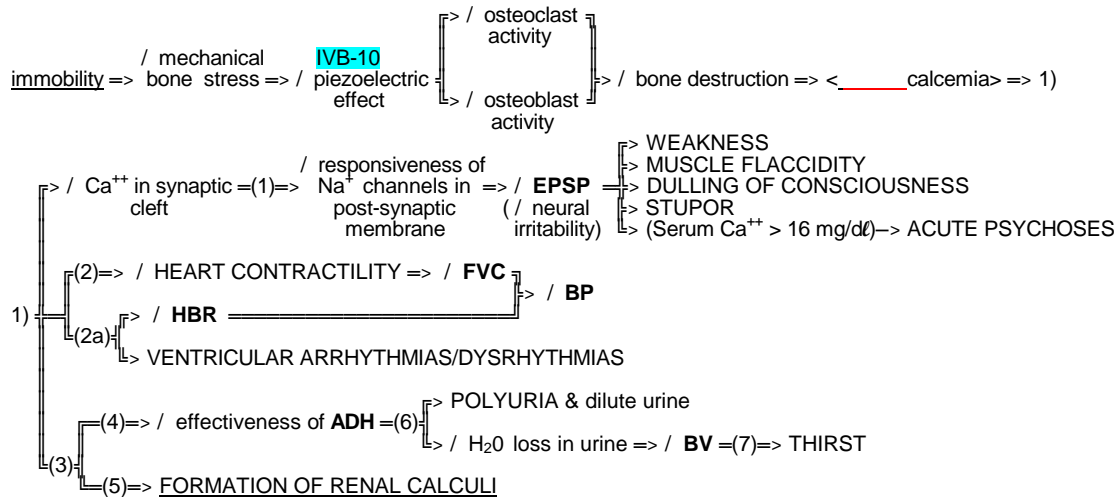 / osteoclast
activity
/ mechanical IVB-10
immobility => bone stress => / piezoelectric => / bone destruction => <______calcemia> => 1)
effect / osteoblast
activity
WEAKNESS
/ responsiveness of MUSCLE FLACCIDITY
/ Ca++ in synaptic =(1)=> Na+ channels in => / EPSP => DULLING OF CONSCIOUSNESS
cleft post-synaptic ( / neural STUPOR
membrane irritability) (Serum Ca++ > 16 mg/dℓ)–> ACUTE PSYCHOSES
(2)=> / HEART CONTRACTILITY => / FVC
/ BP
1) / HBR
(2a) VENTRICULAR ARRHYTHMIAS/DYSRHYTHMIAS
POLYURIA & dilute urine
(4)=> / effectiveness of ADH =(6)
/ H20 loss in urine => / BV =(7)=> THIRST
(3)
(5)=> FORMATION OF RENAL CALCULI